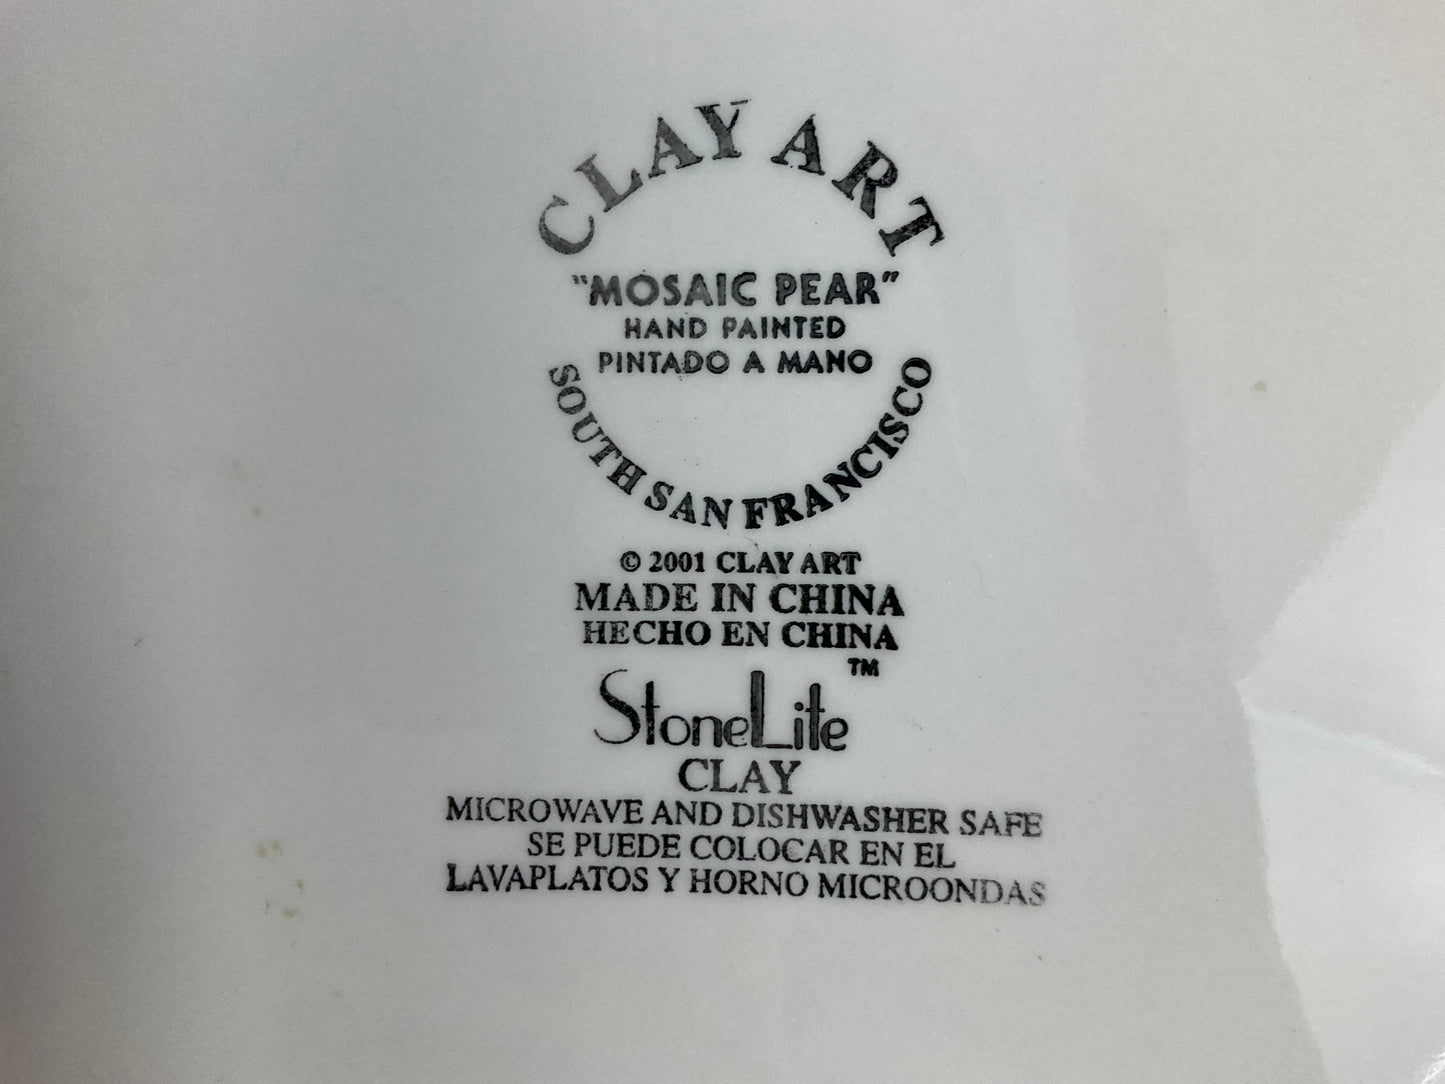 CLAY ART
"MOSAIC PEAR"
HAND PAINTED
PINTADO A MANO
SOUTH SAN FRANCISCO
© 2001 CLAY ART
MADE IN CHINA
HECHO EN CHINA
StoneLite™
CLAY
MICROWAVE AND DISHWASHER SAFE
SE PUEDE COLOCAR EN EL
LAVAPLATOS Y HORNO MICROONDAS